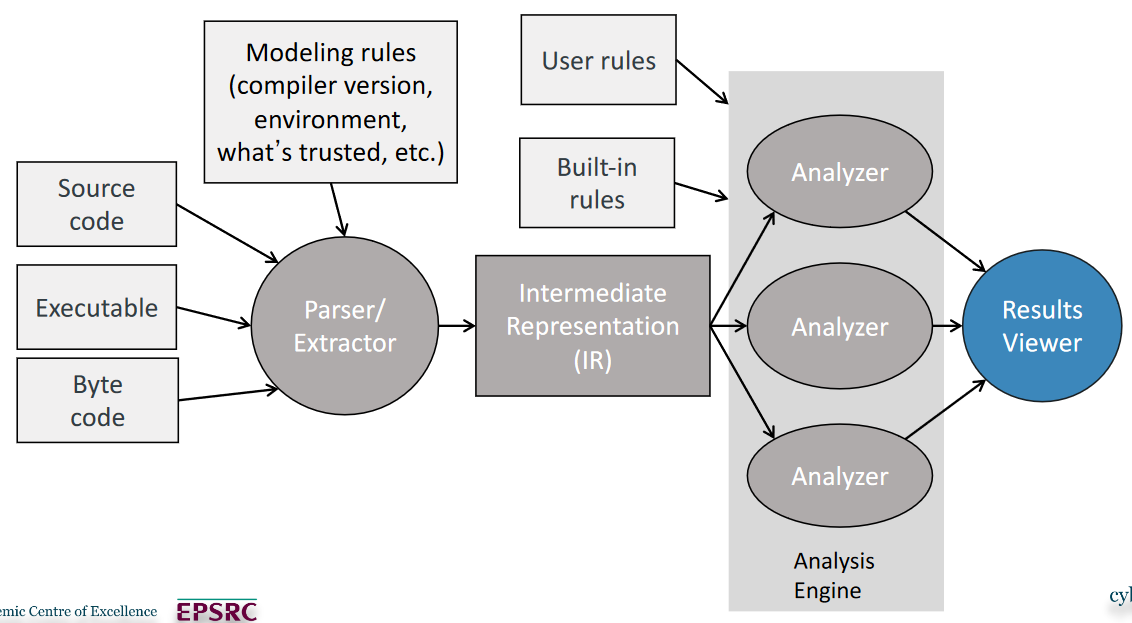 Modeling rules
(compiler version,
environment,
what’s trusted, etc.)
User rules
Built-in
rules
Source
code
Executable
Byte
code
Parser/
Extractor
Intermediate
Representation
(IR)
Analyzer
Analyzer
Analyzer
Analysis
Engine
Results
Viewer
emic Centre of Excellence
EPSRC
cyb